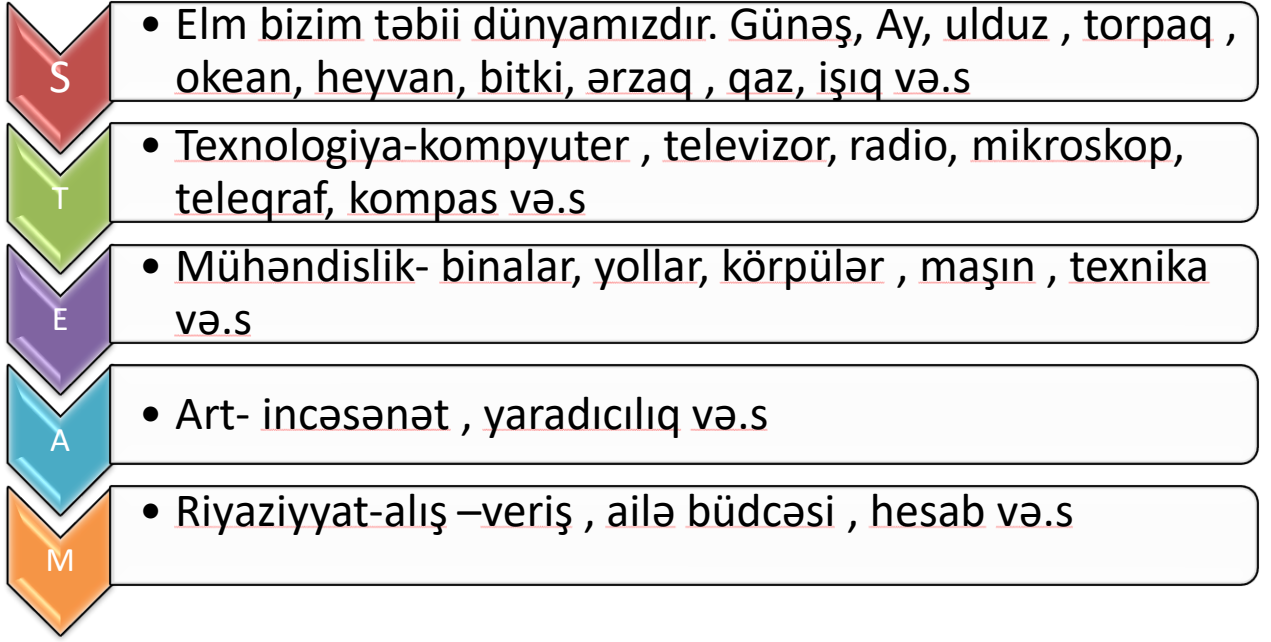 S
• Elm bizim təbii dünyamızdır. Günəş, Ay, ulduz , torpaq ,
okean, heyvan, bitki, ərzaq , qaz, işıq və.s
T
• Texnologiya-kompyuter , televizor, radio, mikroskop,
teleqraf, kompas və.s
E
• Mühəndislik- binalar, yollar, körpülər , maşın , texnika
və.s
A
• Art- incəsənət , yaradıcılıq və.s
M
• Riyaziyyat-alış –veriş , ailə büdcəsi , hesab və.s